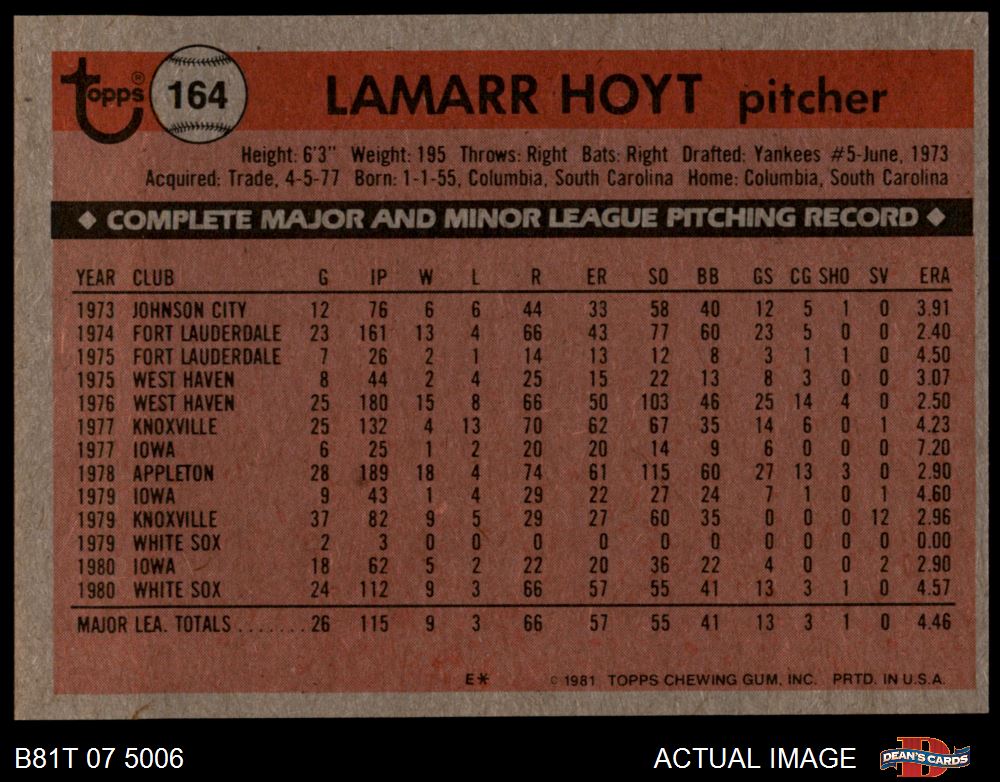 topps® 164 LAMARR HOYT pitcher
Height: 6'3" Weight: 195 Throws: Right Bats: Right Drafted: Yankees #5-June, 1973
Acquired: Trade, 4-5-77 Born: 1-1-55, Columbia, South Carolina Home: Columbia, South Carolina
◆ COMPLETE MAJOR AND MINOR LEAGUE PITCHING RECORD ◆
YEAR CLUB G IP W L R ER SO BB GS CG SHO SV ERA
1973 JOHNSON CITY 12 76 6 6 44 33 58 40 12 5 1 0 3.91
1974 FORT LAUDERDALE 23 161 13 4 66 43 77 60 23 5 0 0 2.40
1975 FORT LAUDERDALE 7 26 2 1 14 13 12 8 3 1 1 0 4.50
1975 WEST HAVEN 8 44 2 4 25 15 22 13 8 3 0 0 3.07
1976 WEST HAVEN 25 180 15 8 66 50 103 46 25 14 4 0 2.50
1977 KNOXVILLE 25 132 4 13 70 62 67 35 14 6 0 1 4.23
1977 IOWA 6 25 1 2 20 20 14 9 6 0 0 0 7.20
1978 APPLETON 28 189 18 4 74 61 115 60 27 13 3 0 2.90
1979 IOWA 9 43 1 4 29 22 27 24 7 1 0 1 4.60
1979 KNOXVILLE 37 82 9 5 29 27 60 35 0 0 0 12 2.96
1979 WHITE SOX 2 3 0 0 0 0 0 0 0 0 0 0 0.00
1980 IOWA 18 62 5 2 22 20 36 22 4 0 0 2 2.90
1980 WHITE SOX 24 112 9 3 66 57 55 41 13 3 1 0 4.57
MAJOR LEA. TOTALS ....... 26 115 9 3 66 57 55 41 13 3 1 0 4.46
E* © 1981 TOPPS CHEWING GUM, INC. PRTD. IN U.S.A.
B81T 07 5006 ACTUAL IMAGE DEAN'S CARDS